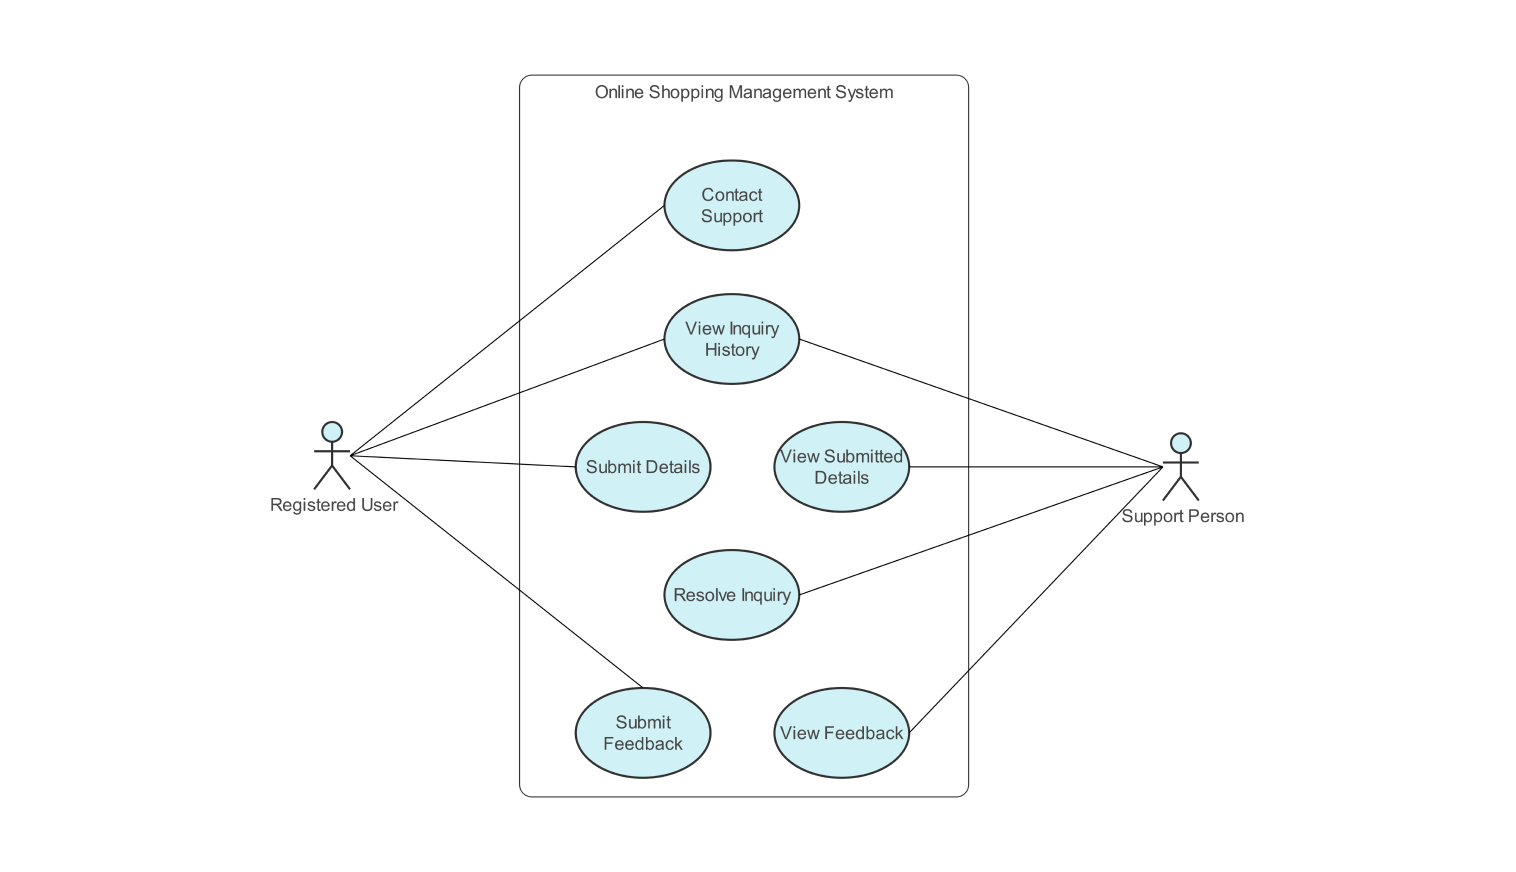 Online Shopping Management System
Contact
Support
View Inquiry
History
Submit Details
View Submitted
Details
Registered User
Support Person
Resolve Inquiry
Submit
Feedback
View Feedback